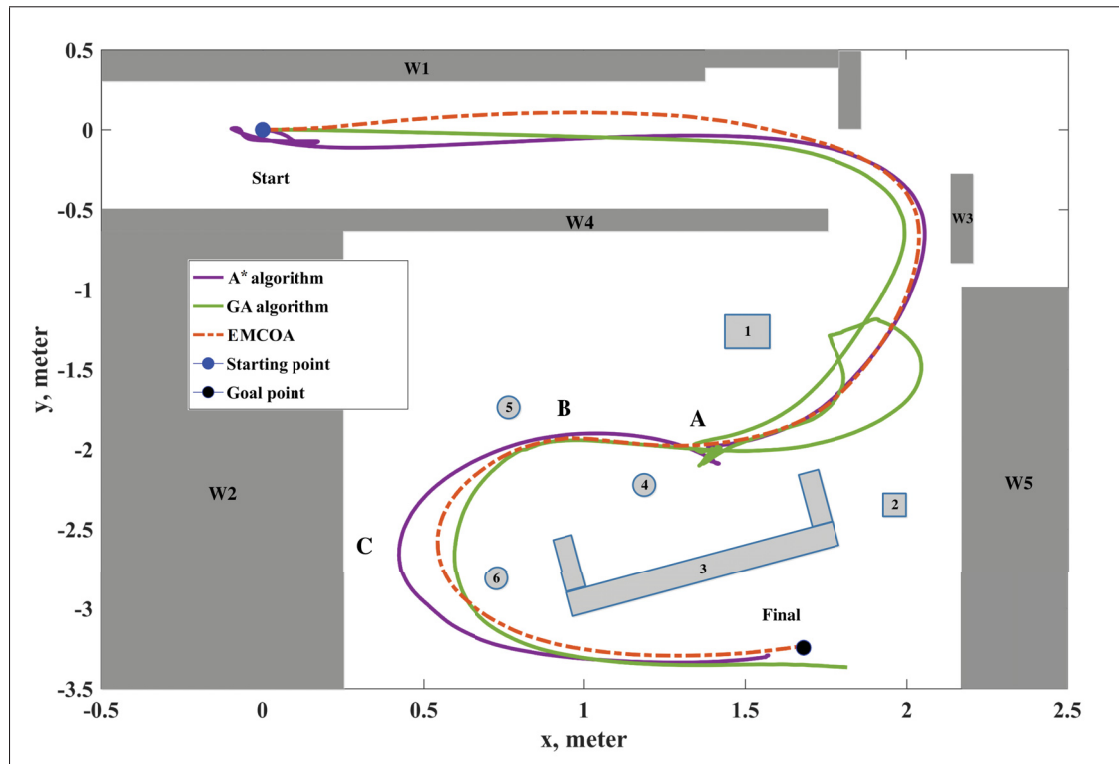 0.5
W1
0
Start
-0.5
W4
W3
A* algorithm
GA algorithm
EMCOA
Starting point
Goal point
-1
1
-1.5
5
B
A
-2
W2
4
2
W5
-2.5
C
3
6
-3
Final
-3.5
-0.5
0
0.5
1
1.5
2
2.5
x, meter
y, meter